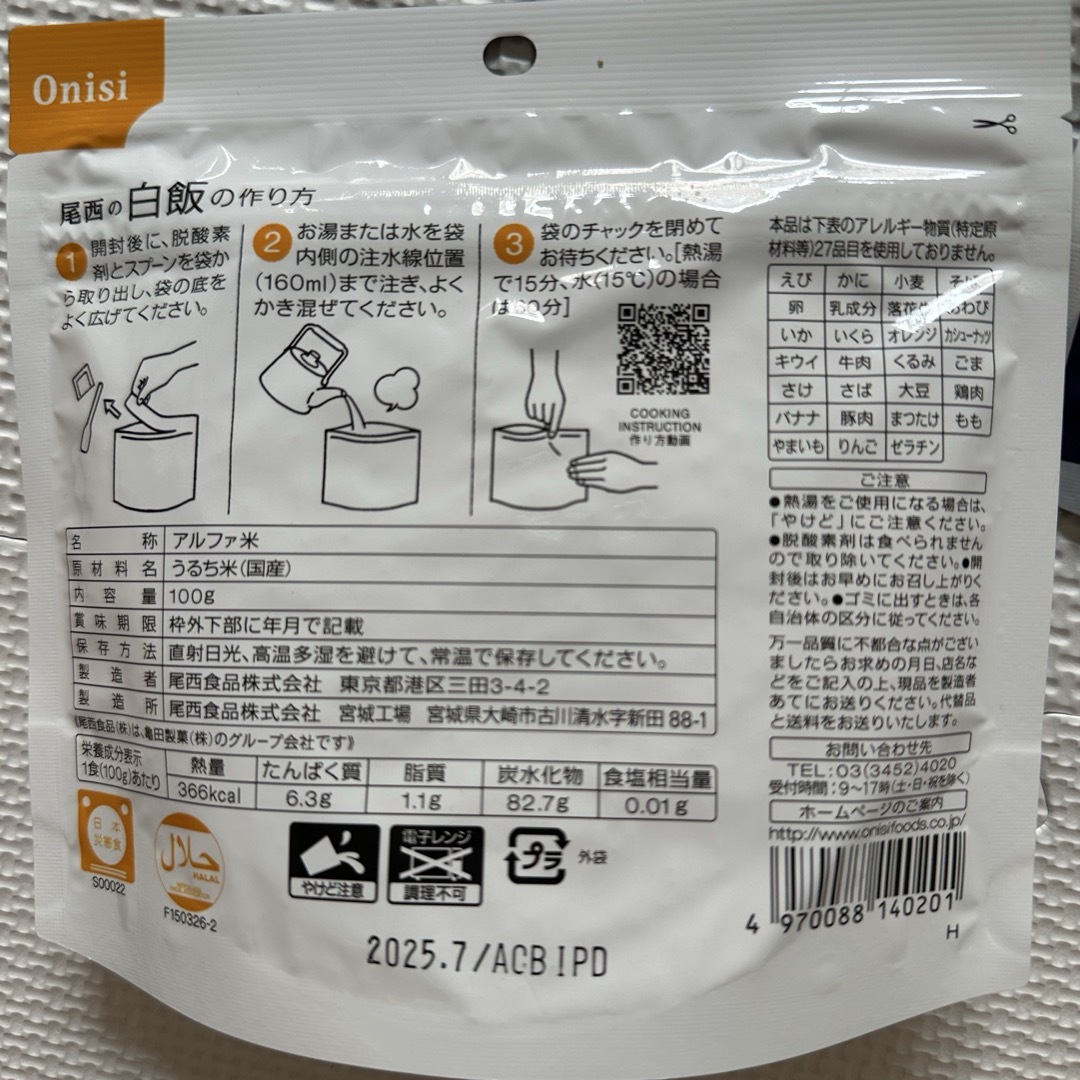 Onisi
尾西の白飯の作り方
1 開封後に、脱酸素
剤とスプーンを袋か
ら取り出し、袋の底を
よく広げてください。
2 お湯または水を袋
内側の注水線位置
(160ml)まで注ぎ、よく
かき混ぜてください。
3 袋のチャックを閉めて
お待ちください。[熱湯
で15分、水(15℃)の場合
は60分]
COOKING
INSTRUCTION
作り方動画
本品は下表のアレルギー物質(特定原
材料等)27品目を使用しておりません。
えび かに 小麦 そば
卵 乳成分 落花生 あわび
いか いくら オレンジ カシューナッツ
キウイ 牛肉 くるみ ごま
さけ さば 大豆 鶏肉
バナナ 豚肉 まつたけ もも
やまいも りんご ゼラチン
ご注意
●熱湯をご使用になる場合は、
「やけど」にご注意ください。
●脱酸素剤は食べられません
ので取り除いてください。●開
封後はお早めにお召し上がりく
ださい。●ゴミに出すときは、各
自治体の区分に従ってください。
万一品質に不都合な点がござい
ましたらお求めの月日、店名な
どをご記入の上、現品を製造者
あてにお送りください。代替品
と送料をお送りいたします。
お問い合わせ先
TEL:03(3452)4020
受付時間:9〜17時(土・日・祝を除く)
ホームページのご案内
http://www.onisifoods.co.jp/
4 970088 140201
H
名称 アルファ米
原材料名 うるち米(国産)
内容量 100g
賞味期限 枠外下部に年月で記載
保存方法 直射日光、高温多湿を避けて、常温で保存してください。
製造者 尾西食品株式会社 東京都港区三田3-4-2
製造所 尾西食品株式会社 宮城工場 宮城県大崎市古川清水字新田88-1
《尾西食品(株)は、亀田製菓(株)のグループ会社です》
栄養成分表示
1食(100g)あたり
熱量 たんぱく質 脂質 炭水化物 食塩相当量
366kcal 6.3g 1.1g 82.7g 0.01g
日本
災害食
S00022
حلال
HALAL
F150326-2
やけど注意
電子レンジ
調理不可
プラ
外袋
2025.7/ACB IPD